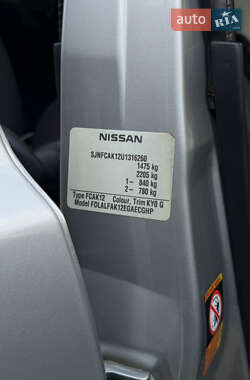 AUTO RIA
NISSAN
SJNFCAK12U1316260
1475 kg
2205 kg
1- 840 kg
2- 780 kg
Type FCAK12 Colour, Trim KY0 G
Model FDLALFAK12EGAECGHP